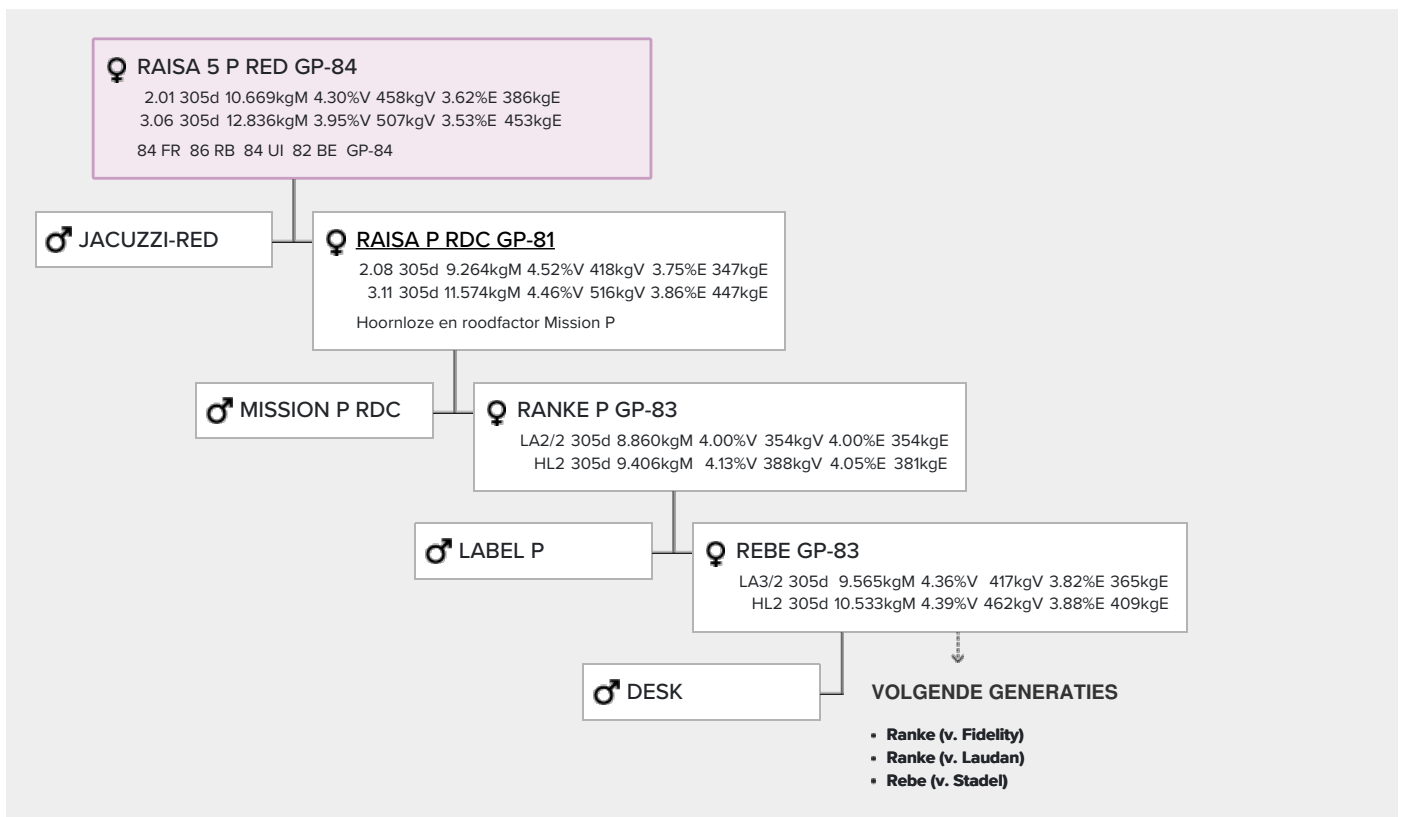 RAISA 5 P RED GP-84
2.01 305d 10.669kgM 4.30%V 458kgV 3.62%E 386kgE
3.06 305d 12.836kgM 3.95%V 507kgV 3.53%E 453kgE
84 FR 86 RB 84 UI 82 BE GP-84
JACUZZI-RED
RAISA P RDC GP-81
2.08 305d 9.264kgM 4.52%V 418kgV 3.75%E 347kgE
3.11 305d 11.574kgM 4.46%V 516kgV 3.86%E 447kgE
Hoornloze en roodfactor Mission P
MISSION P RDC
RANKE P GP-83
LA2/2 305d 8.860kgM 4.00%V 354kgV 4.00%E 354kgE
HL2 305d 9.406kgM 4.13%V 388kgV 4.05%E 381kgE
LABEL P
REBE GP-83
LA3/2 305d 9.565kgM 4.36%V 417kgV 3.82%E 365kgE
HL2 305d 10.533kgM 4.39%V 462kgV 3.88%E 409kgE
DESK
VOLGENDE GENERATIES
• Ranke (v. Fidelity)
• Ranke (v. Laudan)
• Rebe (v. Stadel)